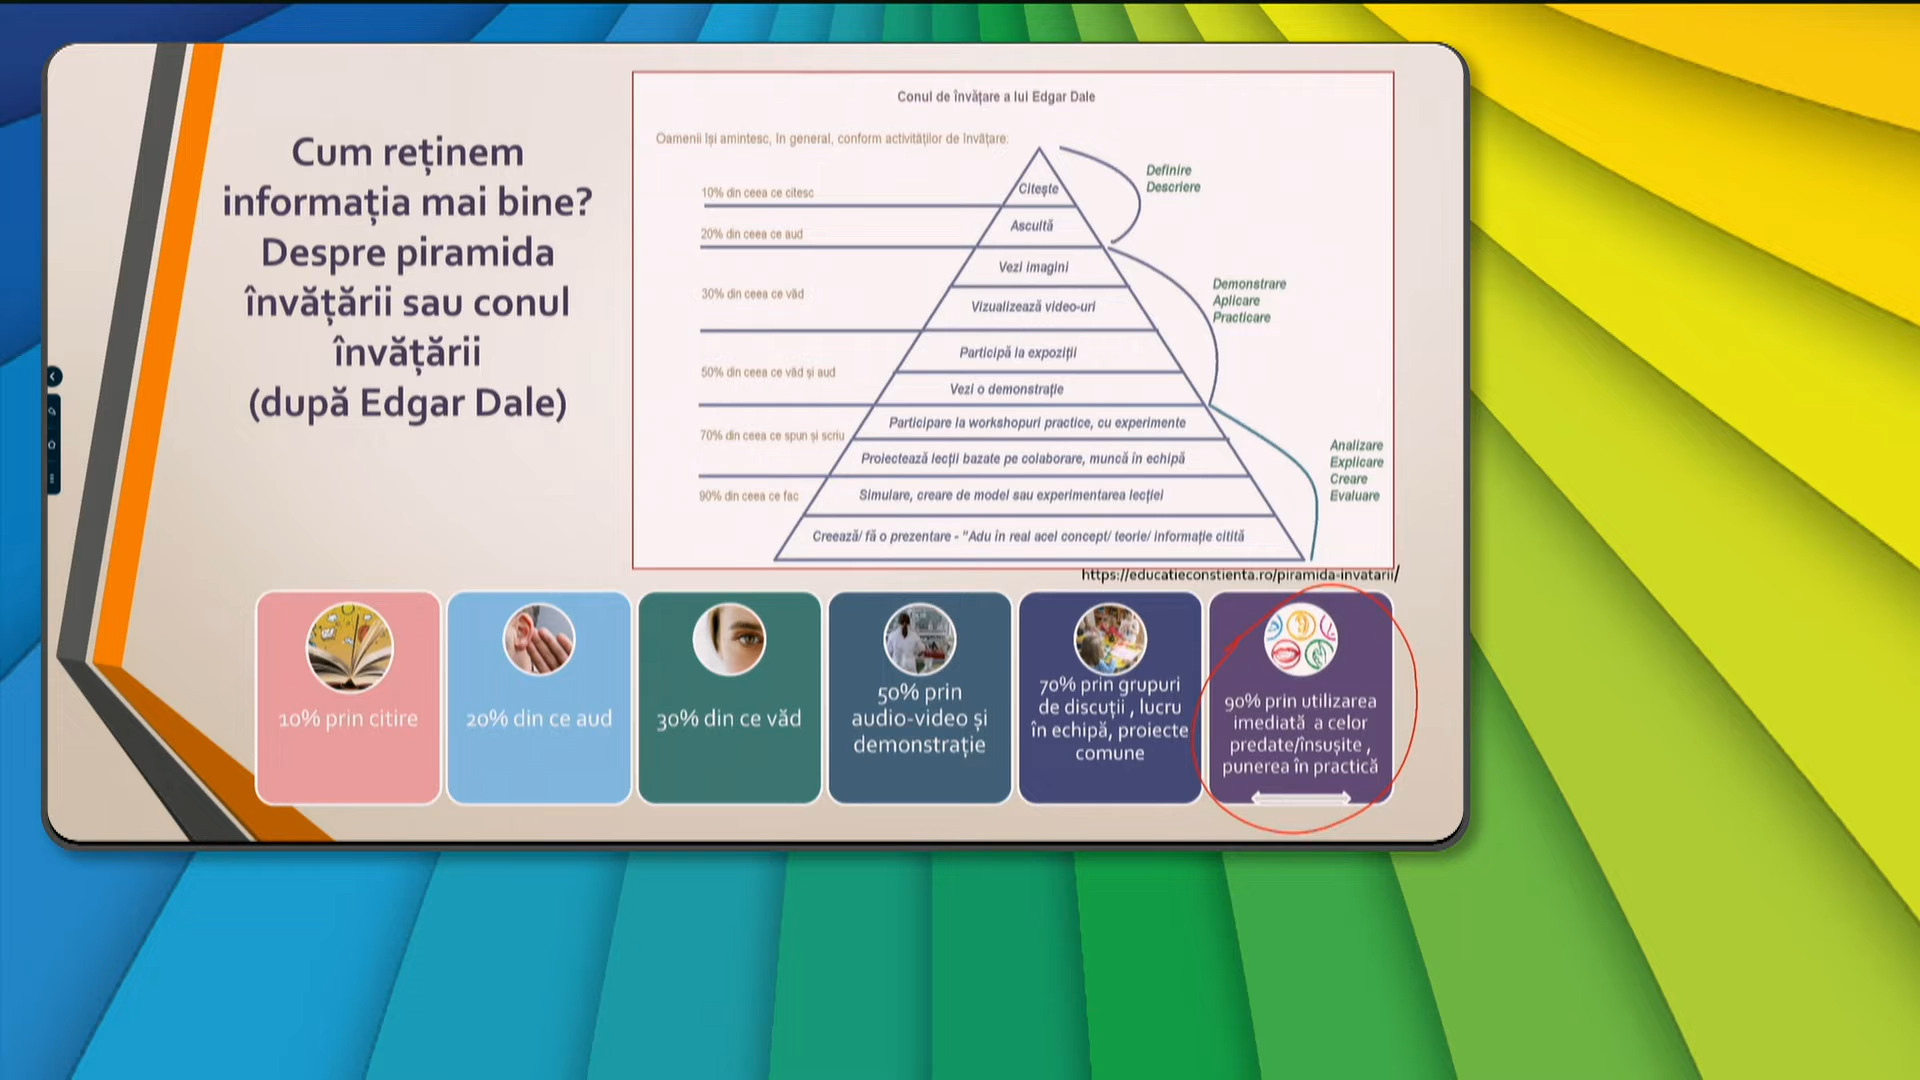 Cum reținem
informația mai bine?
Despre piramida
învățării sau conul
învățării
(după Edgar Dale)
Conul de învățare a lui Edgar Dale
Oamenii își amintesc, în general, conform activităților de învățare:
10% din ceea ce citesc
20% din ceea ce aud
30% din ceea ce văd
50% din ceea ce văd și aud
70% din ceea ce spun și scriu
90% din ceea ce fac
Citește
Ascultă
Vezi imagini
Vizualizează video-uri
Participă la expoziții
Vezi o demonstrație
Participare la workshopuri practice, cu experimente
Proiectează lecții bazate pe colaborare, muncă în echipă
Simulare, creare de model sau experimentarea lecției
Creează/ fă o prezentare - "Adu în real acel concept/ teorie/ informație citită
Definire
Descriere
Demonstrare
Aplicare
Practicare
Analizare
Explicare
Creare
Evaluare
https://educatieconstienta.ro/piramida-invatarii/
10% prin citire
20% din ce aud
30% din ce văd
50% prin
audio-video și
demonstrație
70% prin grupuri
de discuții , lucru
în echipă, proiecte
comune
90% prin utilizarea
imediată a celor
predate/însușite ,
punerea în practică